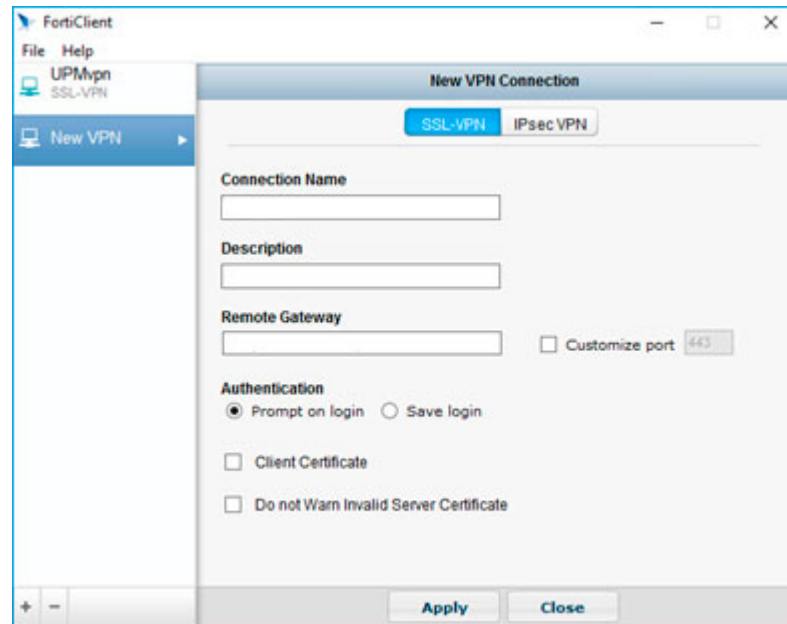 FortiClient
File Help
UPMvpn
SSL-VPN
New VPN
New VPN Connection
SSL-VPN IPsec VPN
Connection Name
Description
Remote Gateway
Customize port 443
Authentication
Prompt on login Save login
Client Certificate
Do not Warn Invalid Server Certificate
+ -
Apply Close